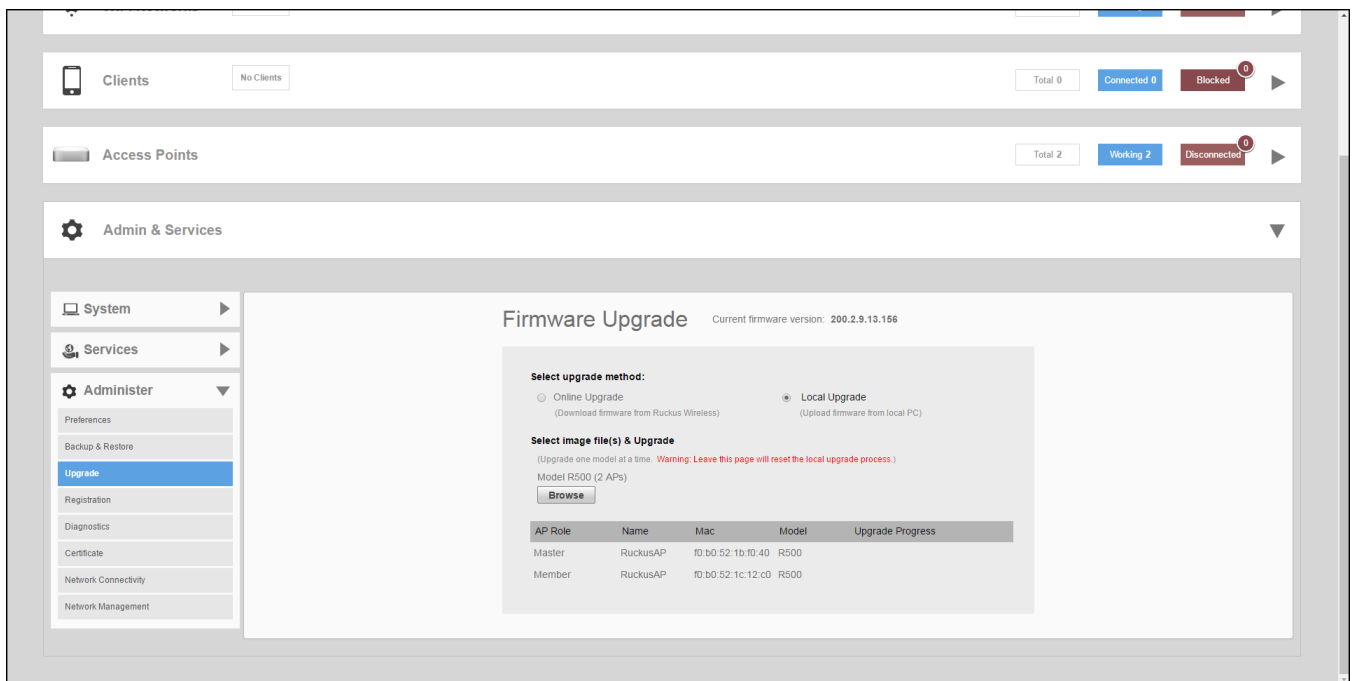 Clients
No Clients
Total 0
Connected 0
Blocked
0
Access Points
Total 2
Working 2
Disconnected
0
Admin & Services
System
Services
Administer
Preferences
Backup & Restore
Upgrade
Registration
Diagnostics
Certificate
Network Connectivity
Network Management
Firmware Upgrade Current firmware version: 200.2.9.13.156
Select upgrade method:
Online Upgrade Local Upgrade
(Download firmware from Ruckus Wireless) (Upload firmware from local PC)
Select image file(s) & Upgrade
(Upgrade one model at a time. Warning: Leave this page will reset the local upgrade process.)
Model R500 (2 APs)
Browse
AP Role Name Mac Model Upgrade Progress
Master RuckusAP f0:b0:52:1b:f0:40 R500
Member RuckusAP f0:b0:52:1c:12:c0 R500